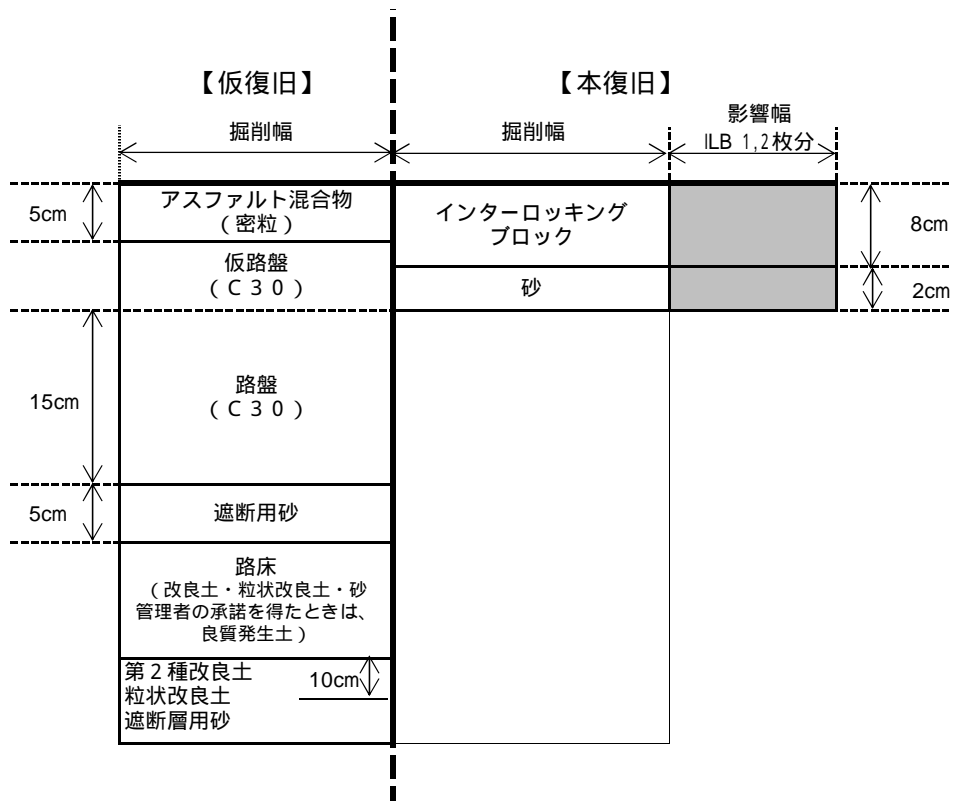 【仮復旧】
【本復旧】
掘削幅
掘削幅
影響幅
ILB 1,2枚分
5cm
アスファルト混合物
（密粒）
インターロッキング
ブロック
8cm
仮路盤
（C30）
砂
2cm
15cm
路盤
（C30）
5cm
遮断用砂
路床
（改良土・粒状改良土・砂
管理者の承諾を得たときは、
良質発生土）
第2種改良土
粒状改良土
遮断層用砂
10cm